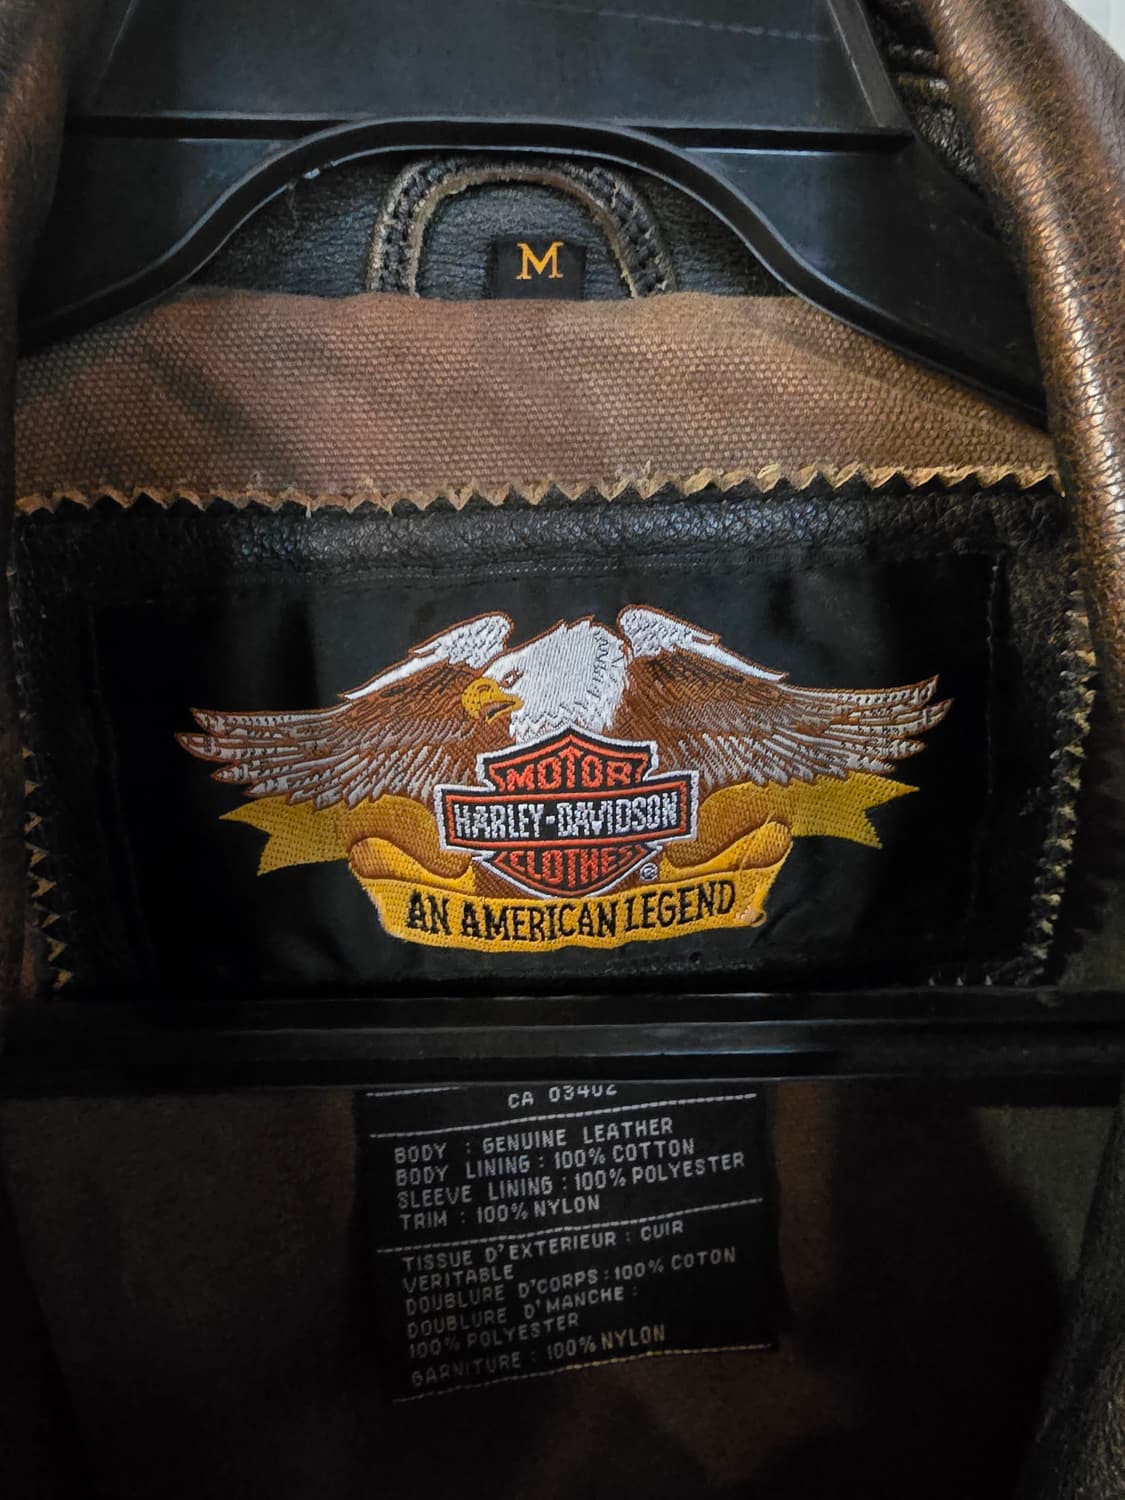 M
MOTOR
HARLEY-DAVIDSON
CLOTHES
®
AN AMERICAN LEGEND
CA 03402
BODY : GENUINE LEATHER
BODY LINING : 100% COTTON
SLEEVE LINING : 100% POLYESTER
TRIM : 100% NYLON
TISSUE D'EXTERIEUR : CUIR
VERITABLE
DOUBLURE D'CORPS : 100% COTON
DOUBLURE D'MANCHE :
100% POLYESTER
GARNITURE : 100% NYLON